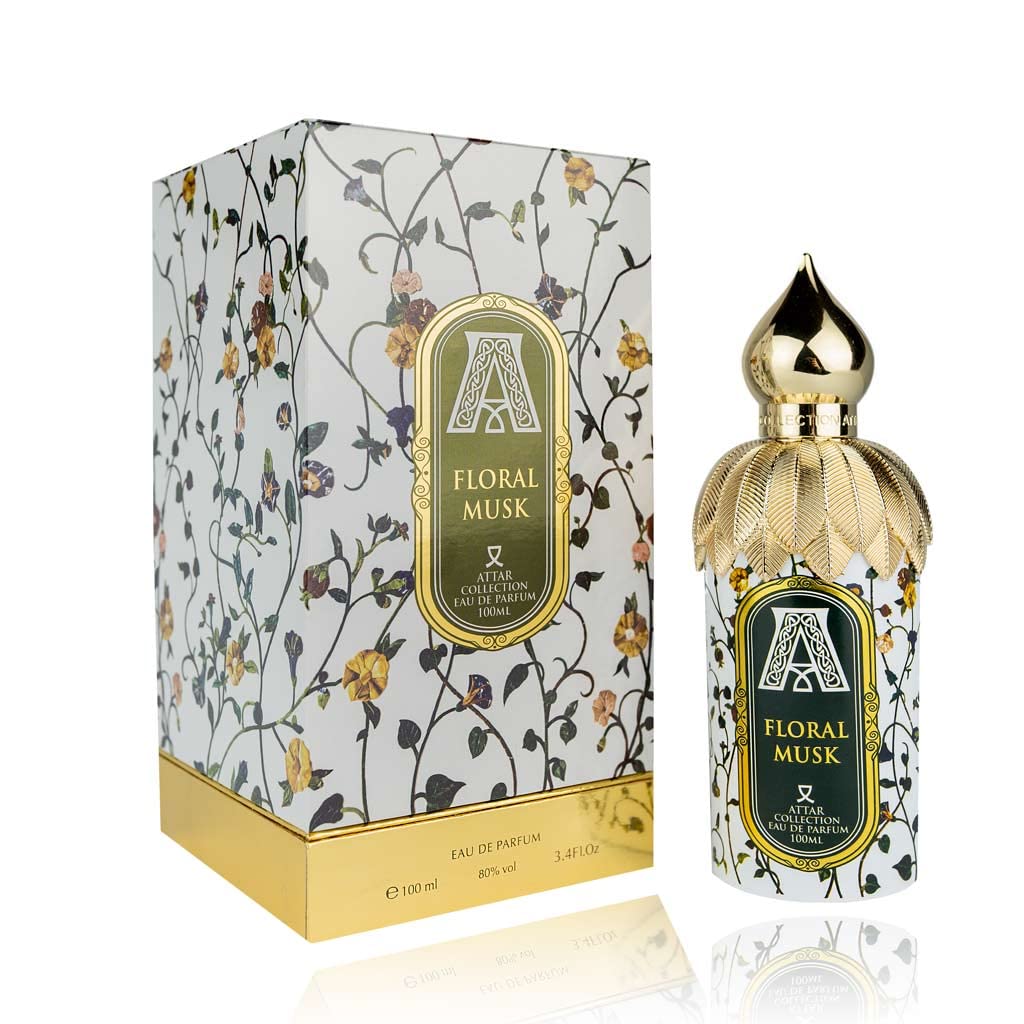 A
FLORAL
MUSK
ATTAR
COLLECTION
EAU DE PARFUM
100ML
EAU DE PARFUM
℮ 100 ml
80% vol
3.4Fl.Oz
COLLECTION
A
FLORAL
MUSK
ATTAR
COLLECTION
EAU DE PARFUM
100ML